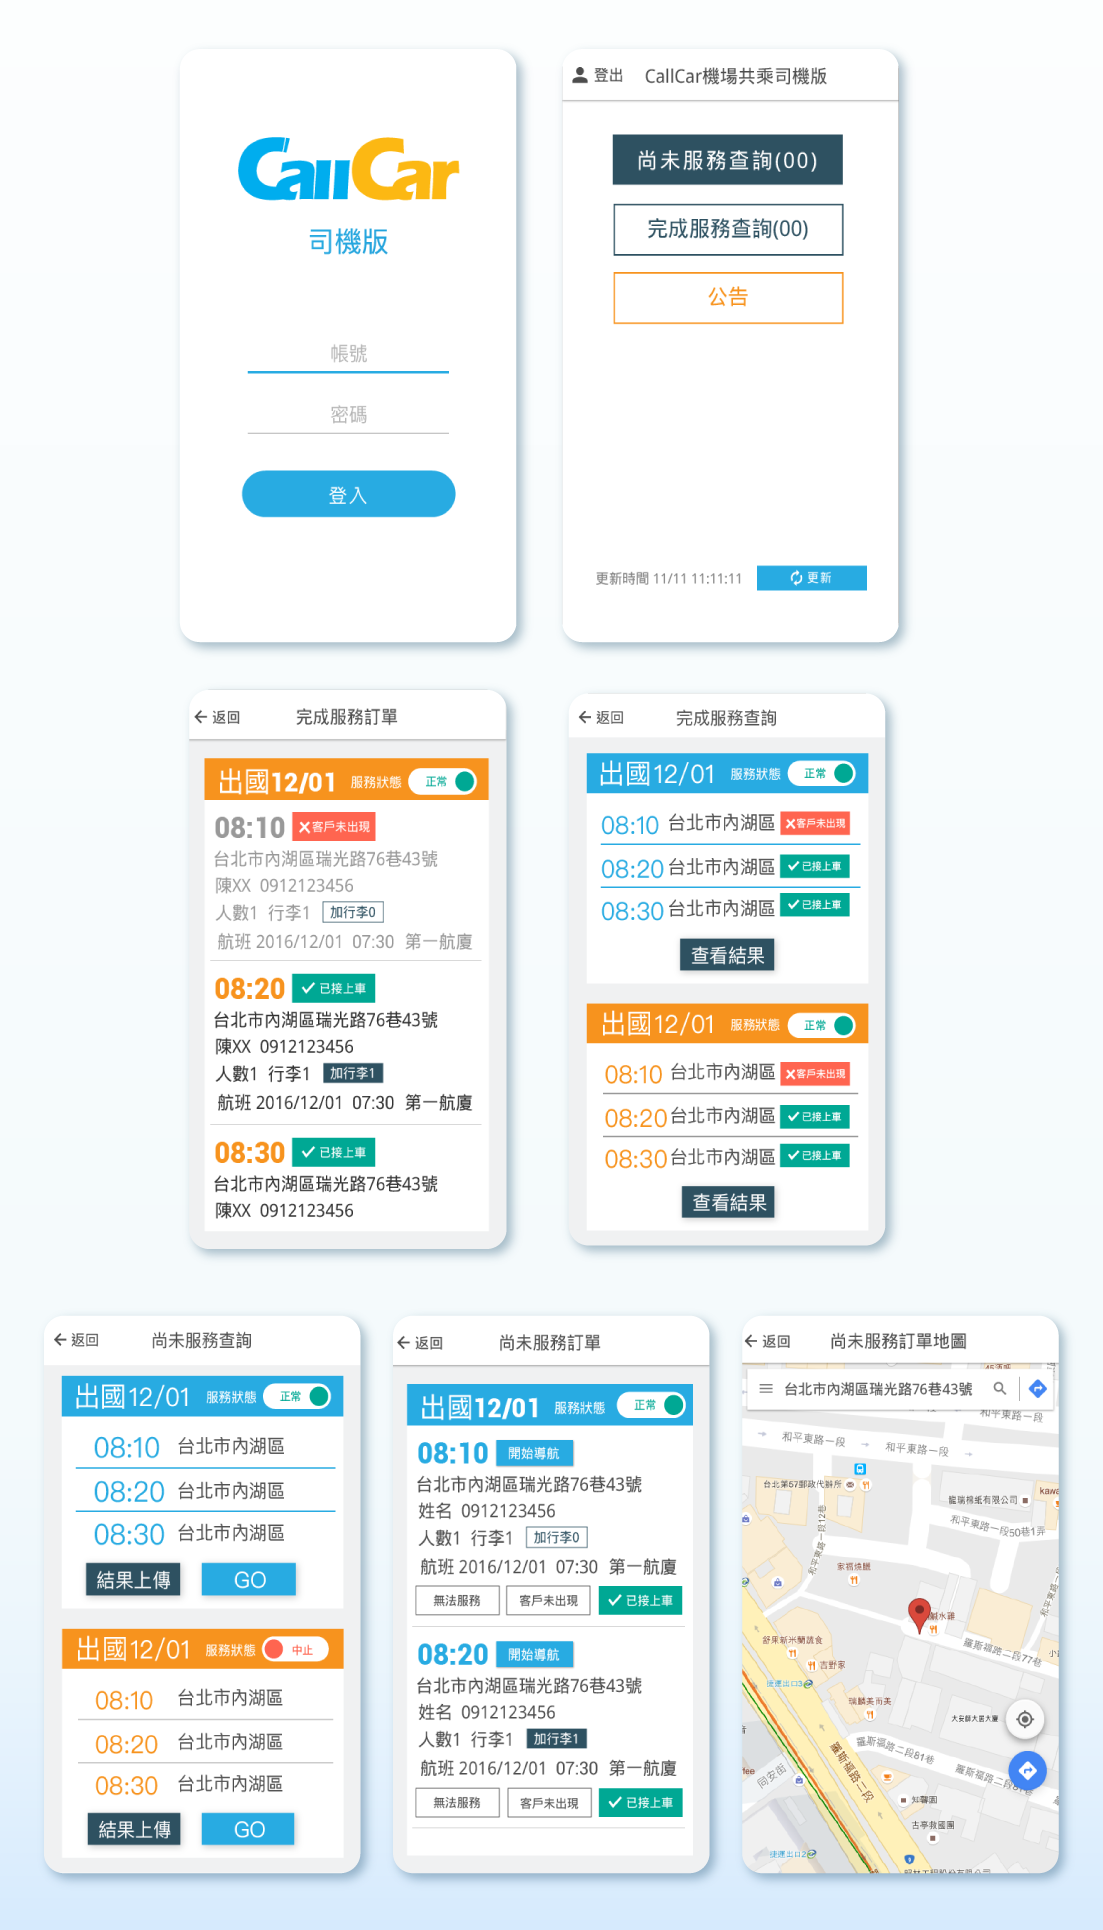 CallCar
司機版
帳號
密碼
登入
登出 CallCar機場共乘司機版
尚未服務查詢(00)
完成服務查詢(00)
公告
更新時間 11/11 11:11:11 更新
返回 完成服務訂單
出國12/01 服務狀態 正常
08:10 客戶未出現
台北市內湖區瑞光路76巷43號
陳XX 0912123456
人數1 行李1 加行李0
航班 2016/12/01 07:30 第一航廈
08:20 已接上車
台北市內湖區瑞光路76巷43號
陳XX 0912123456
人數1 行李1 加行李1
航班 2016/12/01 07:30 第一航廈
08:30 已接上車
台北市內湖區瑞光路76巷43號
陳XX 0912123456
返回 完成服務查詢
出國12/01 服務狀態 正常
08:10 台北市內湖區 客戶未出現
08:20 台北市內湖區 已接上車
08:30 台北市內湖區 已接上車
查看結果
出國12/01 服務狀態 正常
08:10 台北市內湖區 客戶未出現
08:20 台北市內湖區 已接上車
08:30 台北市內湖區 已接上車
查看結果
返回 尚未服務查詢
出國12/01 服務狀態 正常
08:10 台北市內湖區
08:20 台北市內湖區
08:30 台北市內湖區
結果上傳 GO
出國12/01 服務狀態 中止
08:10 台北市內湖區
08:20 台北市內湖區
08:30 台北市內湖區
結果上傳 GO
返回 尚未服務訂單
出國12/01 服務狀態 正常
08:10 開始導航
台北市內湖區瑞光路76巷43號
姓名 0912123456
人數1 行李1 加行李0
航班 2016/12/01 07:30 第一航廈
無法服務 客戶未出現 已接上車
08:20 開始導航
台北市內湖區瑞光路76巷43號
姓名 0912123456
人數1 行李1 加行李1
航班 2016/12/01 07:30 第一航廈
無法服務 客戶未出現 已接上車
返回 尚未服務訂單地圖
台北市內湖區瑞光路76巷43號
和平東路一段
和平東路一段 和平東路一段
台北第57郵政代辦所
龍瑞棉紙有限公司
kawa
和平東路一段50巷1弄
和平東路一段12巷
家福燒臘
鹹水雞
舒果新米蘭蔬食
吉野家
羅斯福路二段77巷
捷運出口3
瑞麟美而美
大安御大居大廈
羅斯福路二段
羅斯福路二段81巷
fee
同安街
知馨園
古亭救國團
捷運出口2